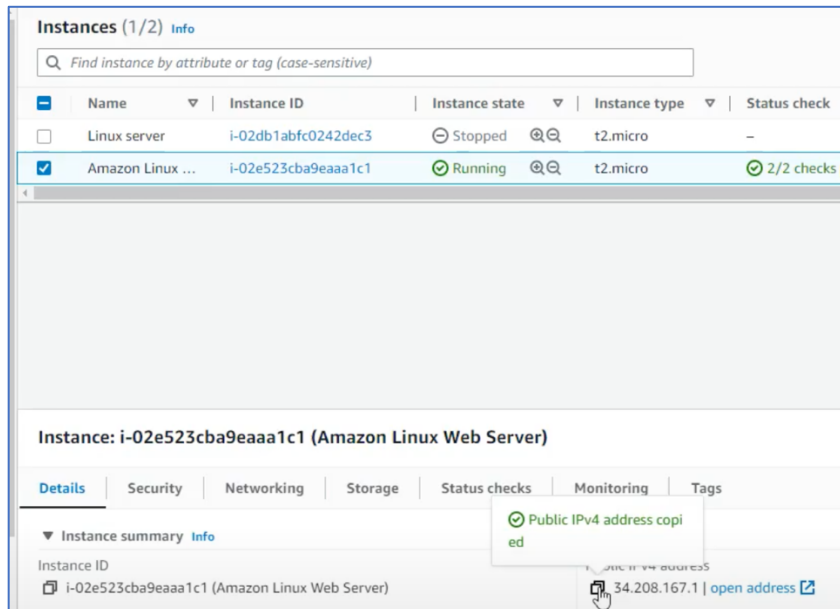 Instances (1/2) Info
Find instance by attribute or tag (case-sensitive)
Name Instance ID Instance state Instance type Status check
Linux server i-02db1abfc0242dec3 Stopped t2.micro –
Amazon Linux ... i-02e523cba9eaaa1c1 Running t2.micro 2/2 checks
Instance: i-02e523cba9eaaa1c1 (Amazon Linux Web Server)
Details Security Networking Storage Status checks Monitoring Tags
Public IPv4 address copi
ed
Instance summary Info
Instance ID Public IPv4 address
i-02e523cba9eaaa1c1 (Amazon Linux Web Server) 34.208.167.1 | open address